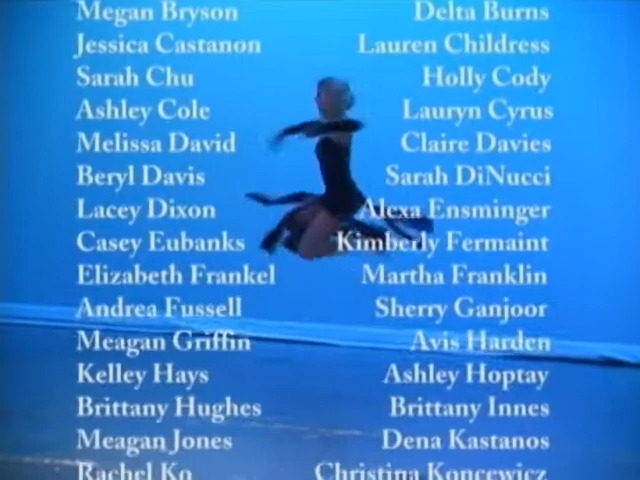 Megan Bryson Delta Burns
Jessica Castanon Lauren Childress
Sarah Chu Holly Cody
Ashley Cole Lauryn Cyrus
Melissa David Claire Davies
Beryl Davis Sarah DiNucci
Lacey Dixon Alexa Ensminger
Casey Eubanks Kimberly Fermaint
Elizabeth Frankel Martha Franklin
Andrea Fussell Sherry Ganjoor
Meagan Griffin Avis Harden
Kelley Hays Ashley Hoptay
Brittany Hughes Brittany Innes
Meagan Jones Dena Kastanos
Rachel Ko Christina Koncewicz